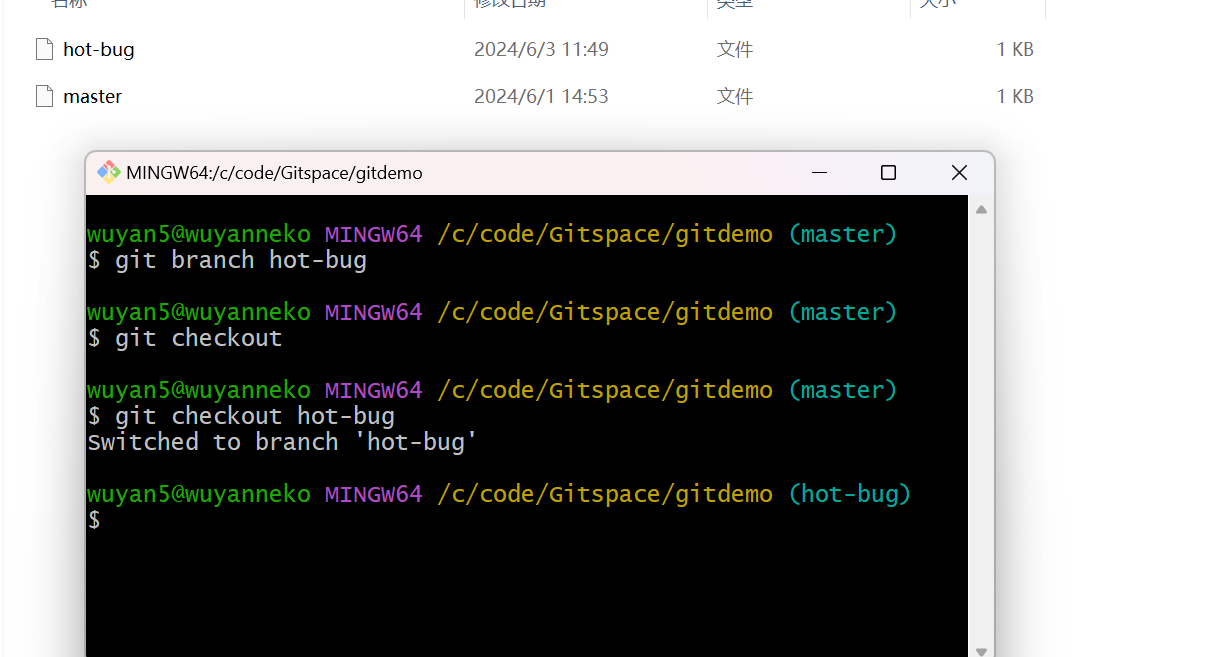 名称 修改日期 类型 大小
hot-bug 2024/6/3 11:49 文件 1 KB
master 2024/6/1 14:53 文件 1 KB
MINGW64:/c/code/Gitspace/gitdemo
wuyan5@wuyanneko MINGW64 /c/code/Gitspace/gitdemo (master)
$ git branch hot-bug
wuyan5@wuyanneko MINGW64 /c/code/Gitspace/gitdemo (master)
$ git checkout
wuyan5@wuyanneko MINGW64 /c/code/Gitspace/gitdemo (master)
$ git checkout hot-bug
Switched to branch 'hot-bug'
wuyan5@wuyanneko MINGW64 /c/code/Gitspace/gitdemo (hot-bug)
$